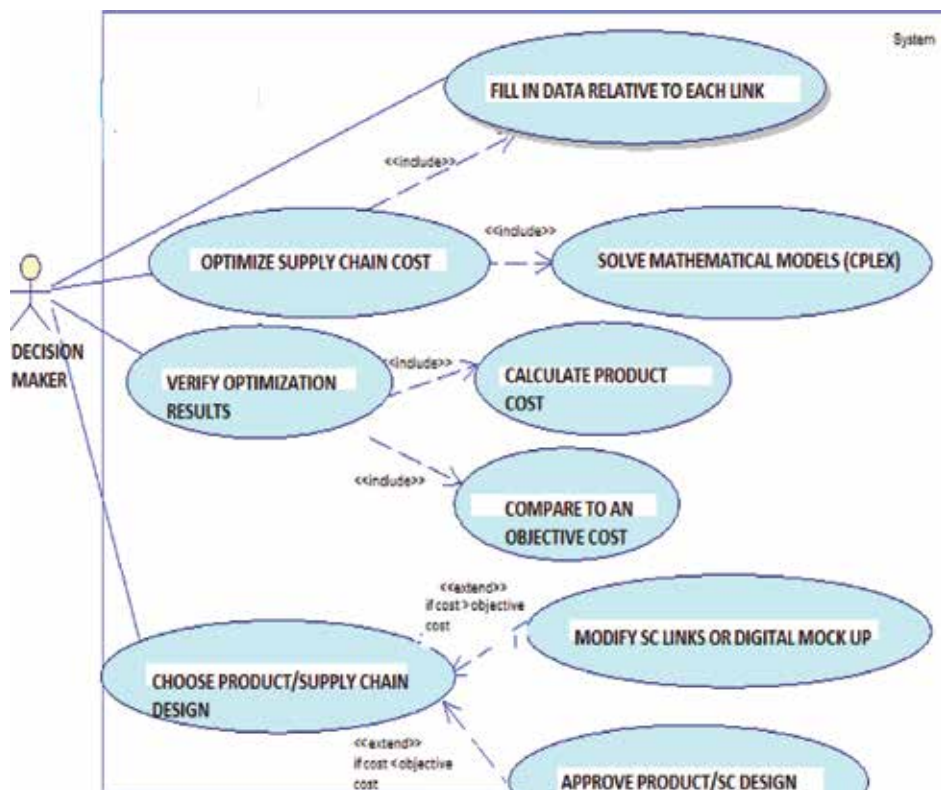 System
FILL IN DATA RELATIVE TO EACH LINK
<<include>>
<<include>>
OPTIMIZE SUPPLY CHAIN COST
SOLVE MATHEMATICAL MODELS (CPLEX)
DECISION
MAKER
<<include>>
VERIFY OPTIMIZATION
RESULTS
CALCULATE PRODUCT
COST
<<include>>
COMPARE TO AN
OBJECTIVE COST
<<extend>>
if cost > objective
cost
MODIFY SC LINKS OR DIGITAL MOCK UP
CHOOSE PRODUCT/SUPPLY CHAIN
DESIGN
<<extend>>
if cost < objective
cost
APPROVE PRODUCT/SC DESIGN